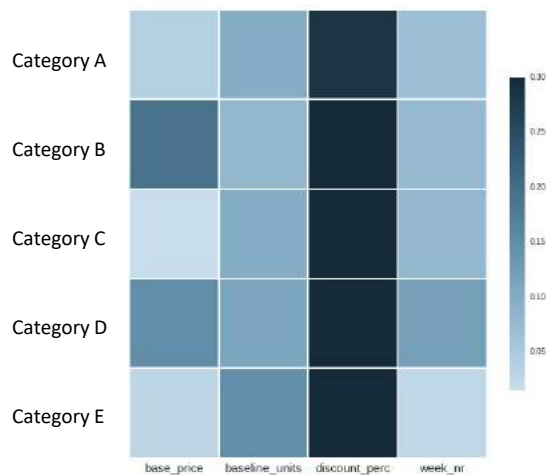 Category A
Category B
Category C
Category D
Category E
0.30
0.25
0.20
0.15
0.10
0.05
base_price baseline_units discount_perc week_nr